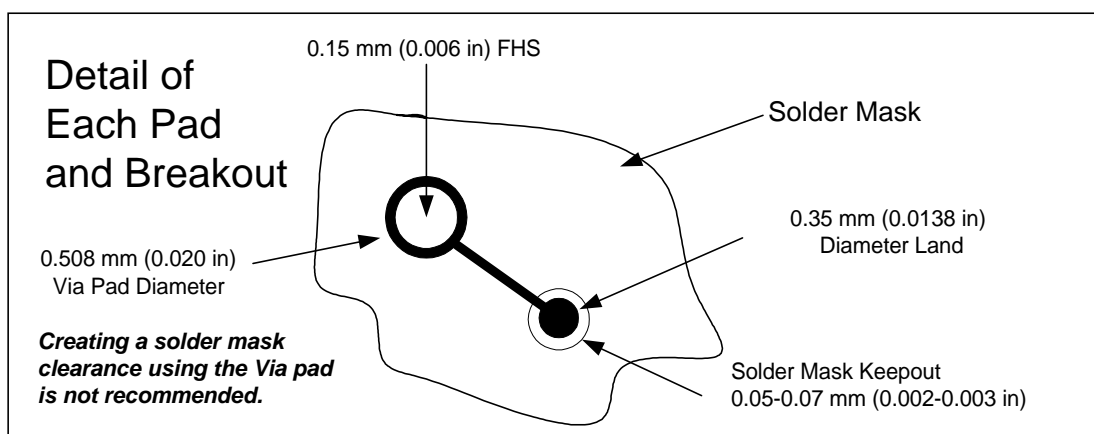 0.15 mm (0.006 in) FHS
Detail of
Each Pad
and Breakout
Solder Mask
0.35 mm (0.0138 in)
Diameter Land
0.508 mm (0.020 in)
Via Pad Diameter
Creating a solder mask
clearance using the Via pad
is not recommended.
Solder Mask Keepout
0.05-0.07 mm (0.002-0.003 in)